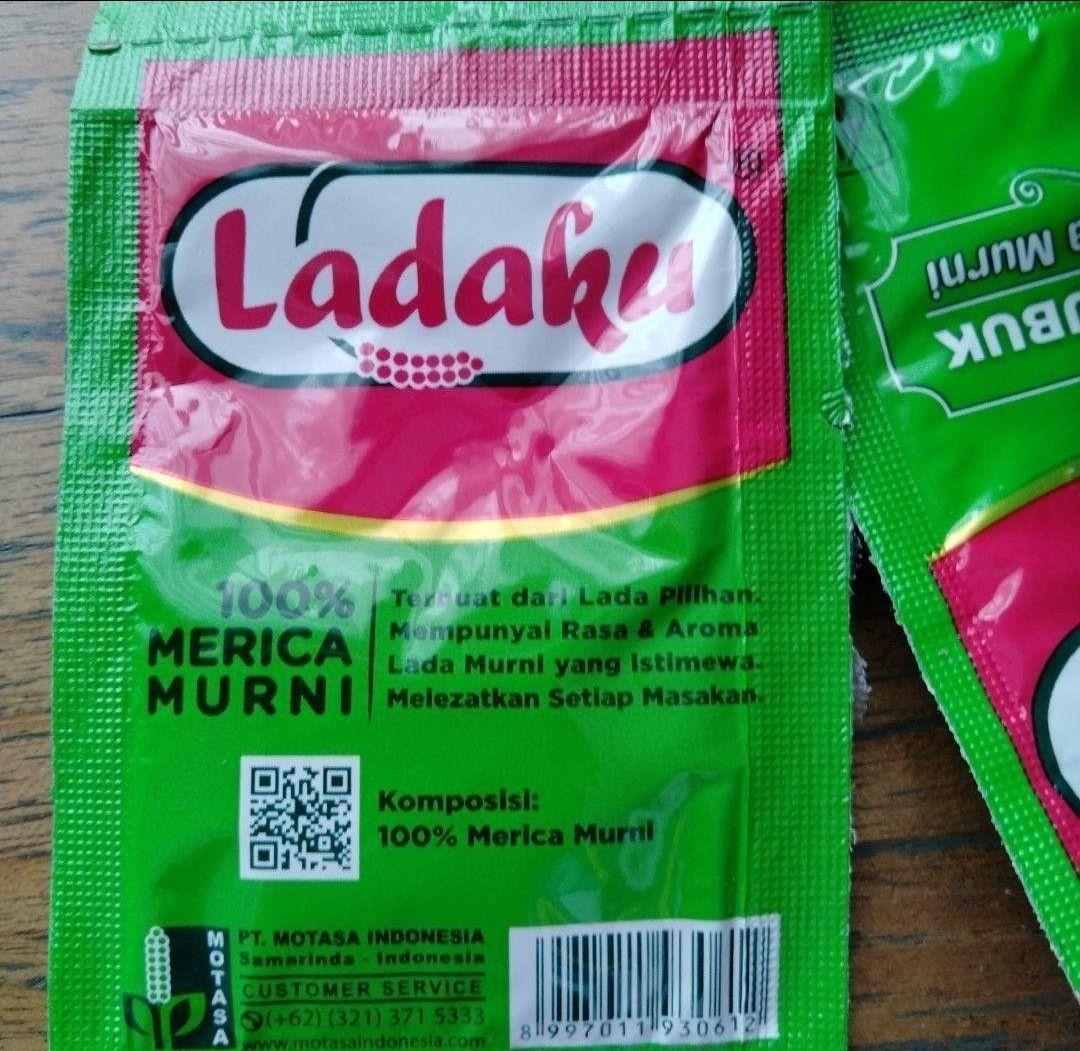 Ladaku
100%
MERICA
MURNI
Terbuat dari Lada Pilihan.
Mempunyai Rasa & Aroma
Lada Murni yang Istimewa.
Melezatkan Setiap Masakan.
Komposisi:
100% Merica Murni
MOTASA
PT. MOTASA INDONESIA
Samarinda - Indonesia
CUSTOMER SERVICE
(+62) (321) 371 5333
www.motasaindonesia.com
8 997011 930612
Murni
UBUK